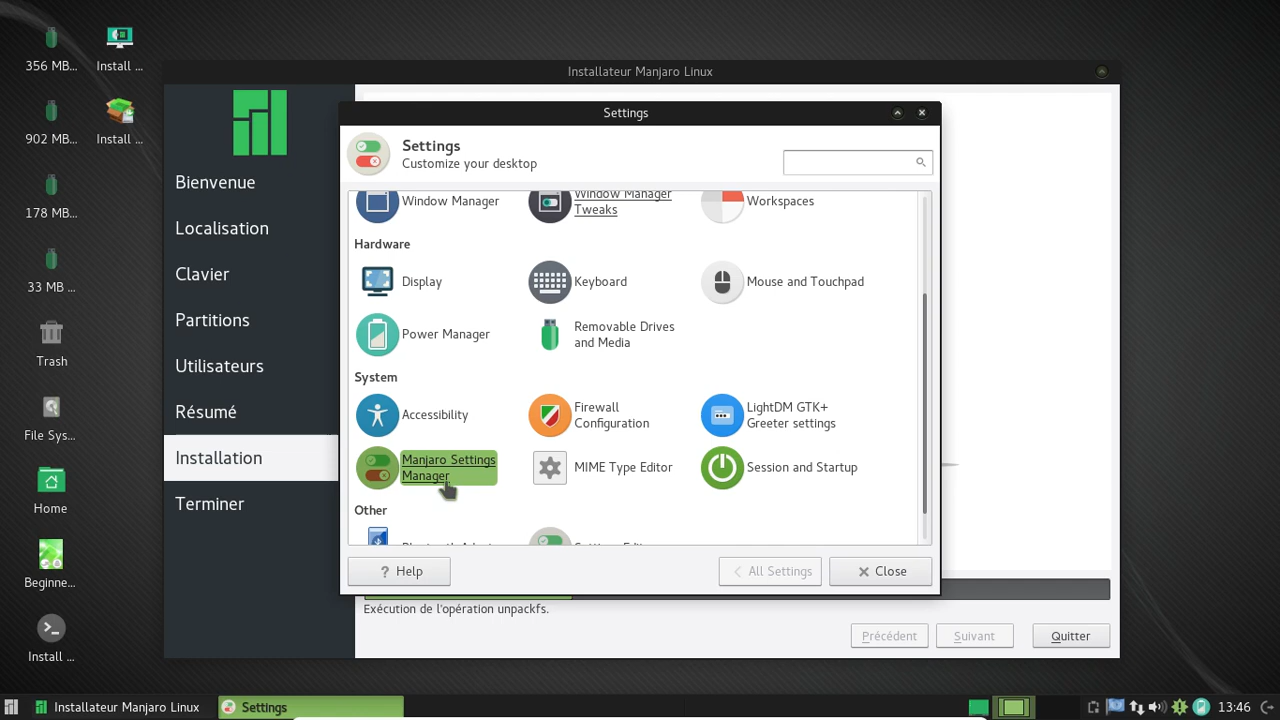 356 MB...
Install ...
902 MB...
Install ...
178 MB...
33 MB ...
Trash
File Sys...
Home
Beginne...
Install ...
Installateur Manjaro Linux
Bienvenue
Localisation
Clavier
Partitions
Utilisateurs
Résumé
Installation
Terminer
Settings
Settings
Customize your desktop
Window Manager
Window Manager
Tweaks
Workspaces
Hardware
Display
Keyboard
Mouse and Touchpad
Power Manager
Removable Drives
and Media
System
Accessibility
Firewall
Configuration
LightDM GTK+
Greeter settings
Manjaro Settings
Manager
MIME Type Editor
Session and Startup
Other
? Help
All Settings
Close
Exécution de l'opération unpackfs.
Précédent
Suivant
Quitter
Installateur Manjaro Linux
Settings
13:46